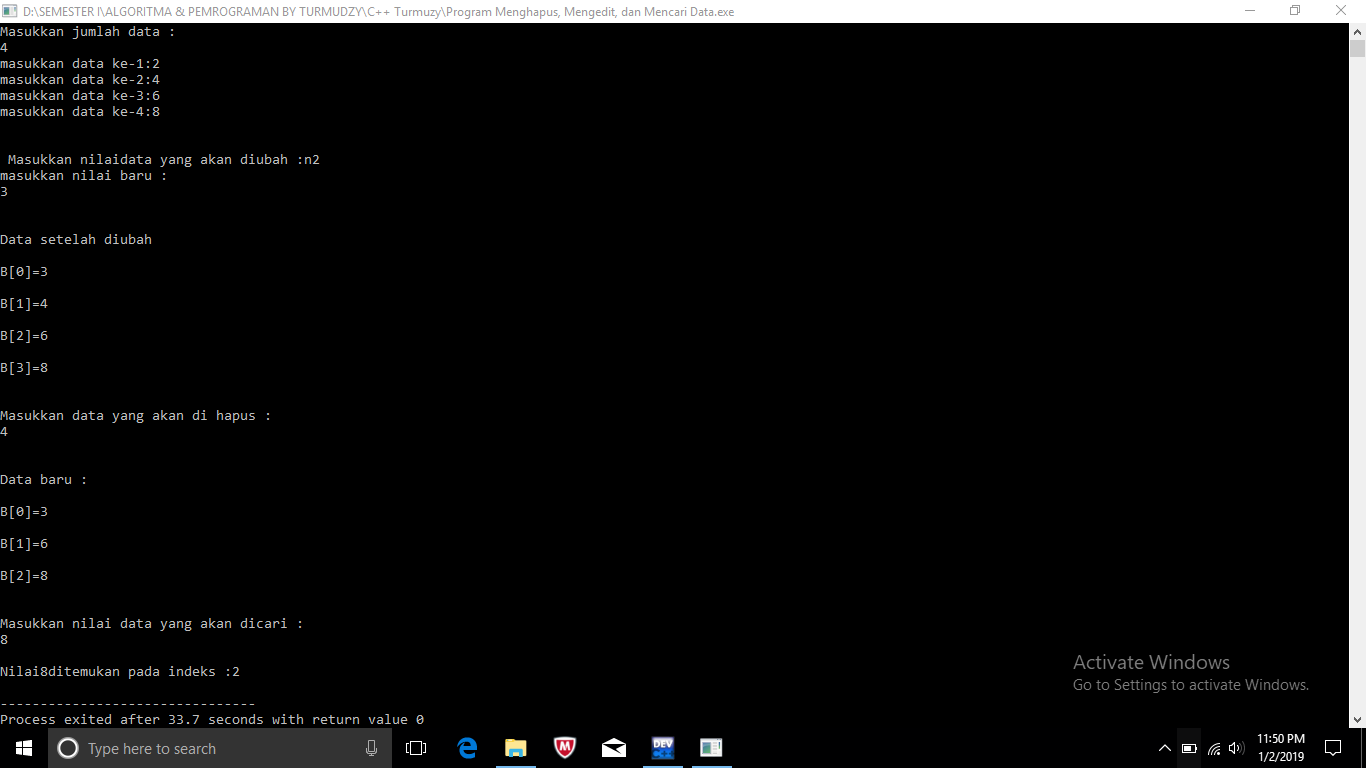 D:\SEMESTER I\ALGORITMA & PEMROGRAMAN BY TURMUDZY\C++ Turmuzy\Program Menghapus, Mengedit, dan Mencari Data.exe
Masukkan jumlah data :
4
masukkan data ke-1:2
masukkan data ke-2:4
masukkan data ke-3:6
masukkan data ke-4:8
Masukkan nilaidata yang akan diubah :n2
masukkan nilai baru :
3
Data setelah diubah
B[0]=3
B[1]=4
B[2]=6
B[3]=8
Masukkan data yang akan di hapus :
4
Data baru :
B[0]=3
B[1]=6
B[2]=8
Masukkan nilai data yang akan dicari :
8
Nilai8ditemukan pada indeks :2
--------------------------------
Process exited after 33.7 seconds with return value 0
Activate Windows
Go to Settings to activate Windows.
Type here to search
DEV
11:50 PM
1/2/2019